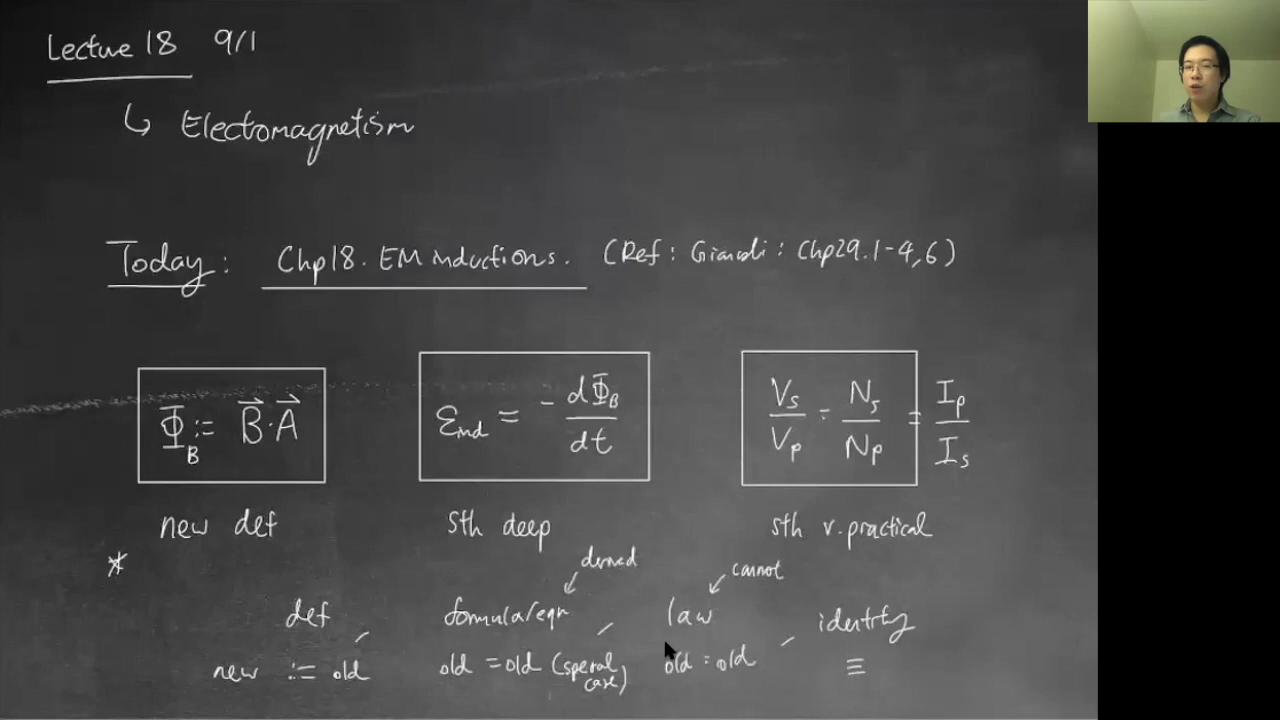 Lecture 18 9/1
↳ Electomagnetism
Today: Chp18. EM inductions. (Ref: Giancoli: Chp29.1-4,6)
Φ_B := B⃗·A⃗
ε_ind = - dΦ_B/dt
V_s/V_p = N_s/N_p = I_p/I_s
new def
sth deep
sth v. practical
*
derived
cannot
def
formula/eqn
law
identity
new := old
old = old (special case)
old = old
≡